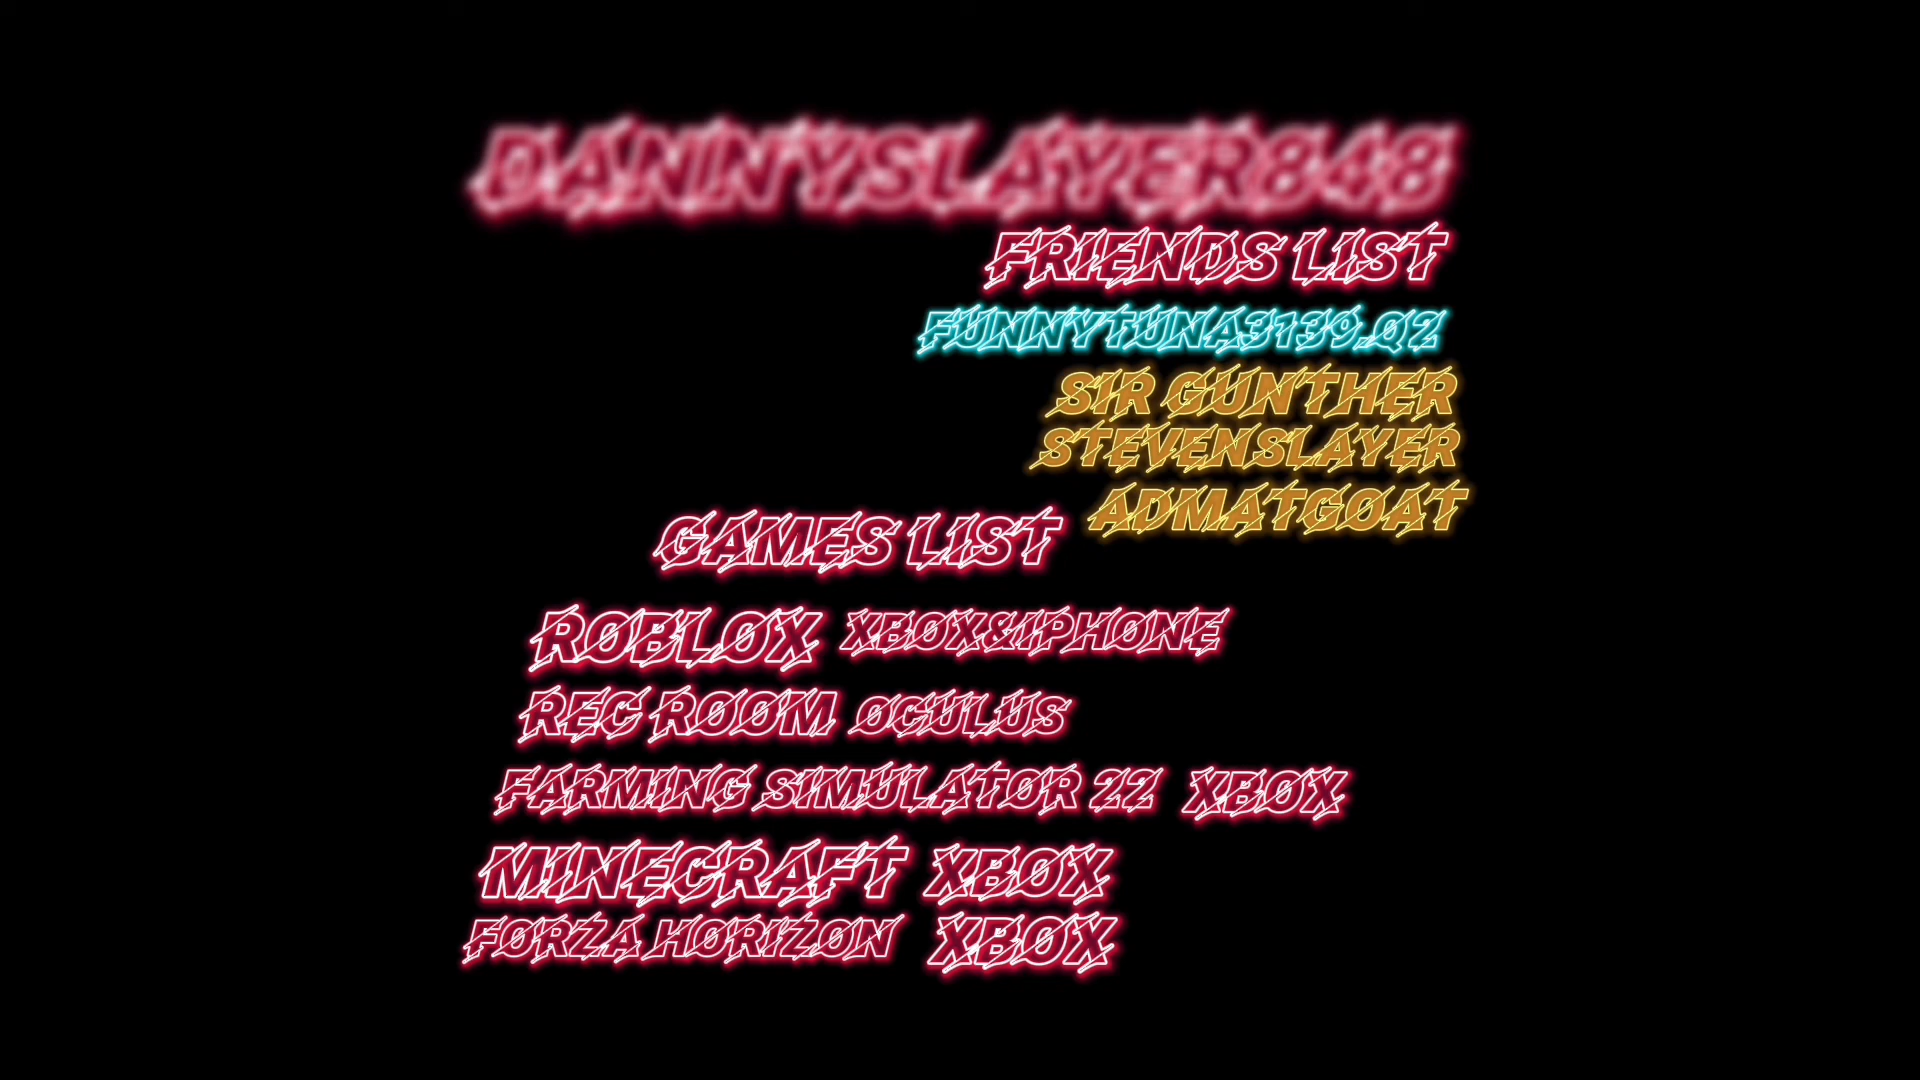 DANNYSLAYER848
FRIENDS LIST
FUNNYTUNA3139,QZ
SIR GUNTHER
STEVENSLAYER
ADMATGOAT
GAMES LIST
ROBLOX XBOX&IPHONE
REC ROOM OCULUS
FARMING SIMULATOR 22 XBOX
MINECRAFT XBOX
FORZA HORIZON XBOX